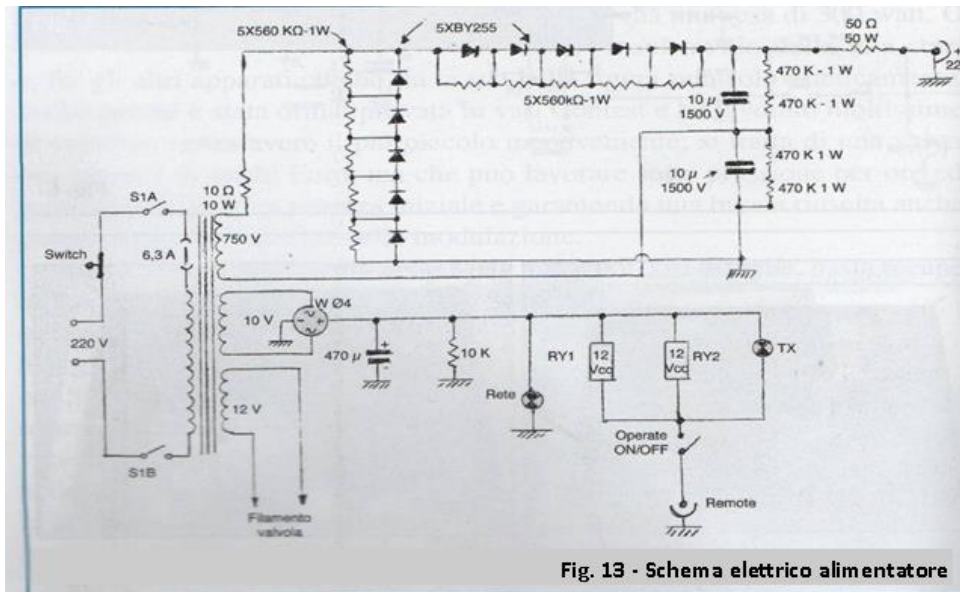 5X560 KΩ-1W
5XBY255
50 Ω
50 W
22
470 K - 1 W
5X560kΩ-1W
10 µ
1500 V
470 K - 1 W
10 µ
1500 V
470 K 1 W
470 K 1 W
10 Ω
10 W
S1A
750 V
6,3 A
Switch
W Ø4
10 V
220 V
470 µ
10 K
RY1
12
Vcc
12
Vcc
RY2
TX
Rete
12 V
Operate
ON/OFF
S1B
Remote
Filamento
valvola
Fig. 13 - Schema elettrico alimentatore